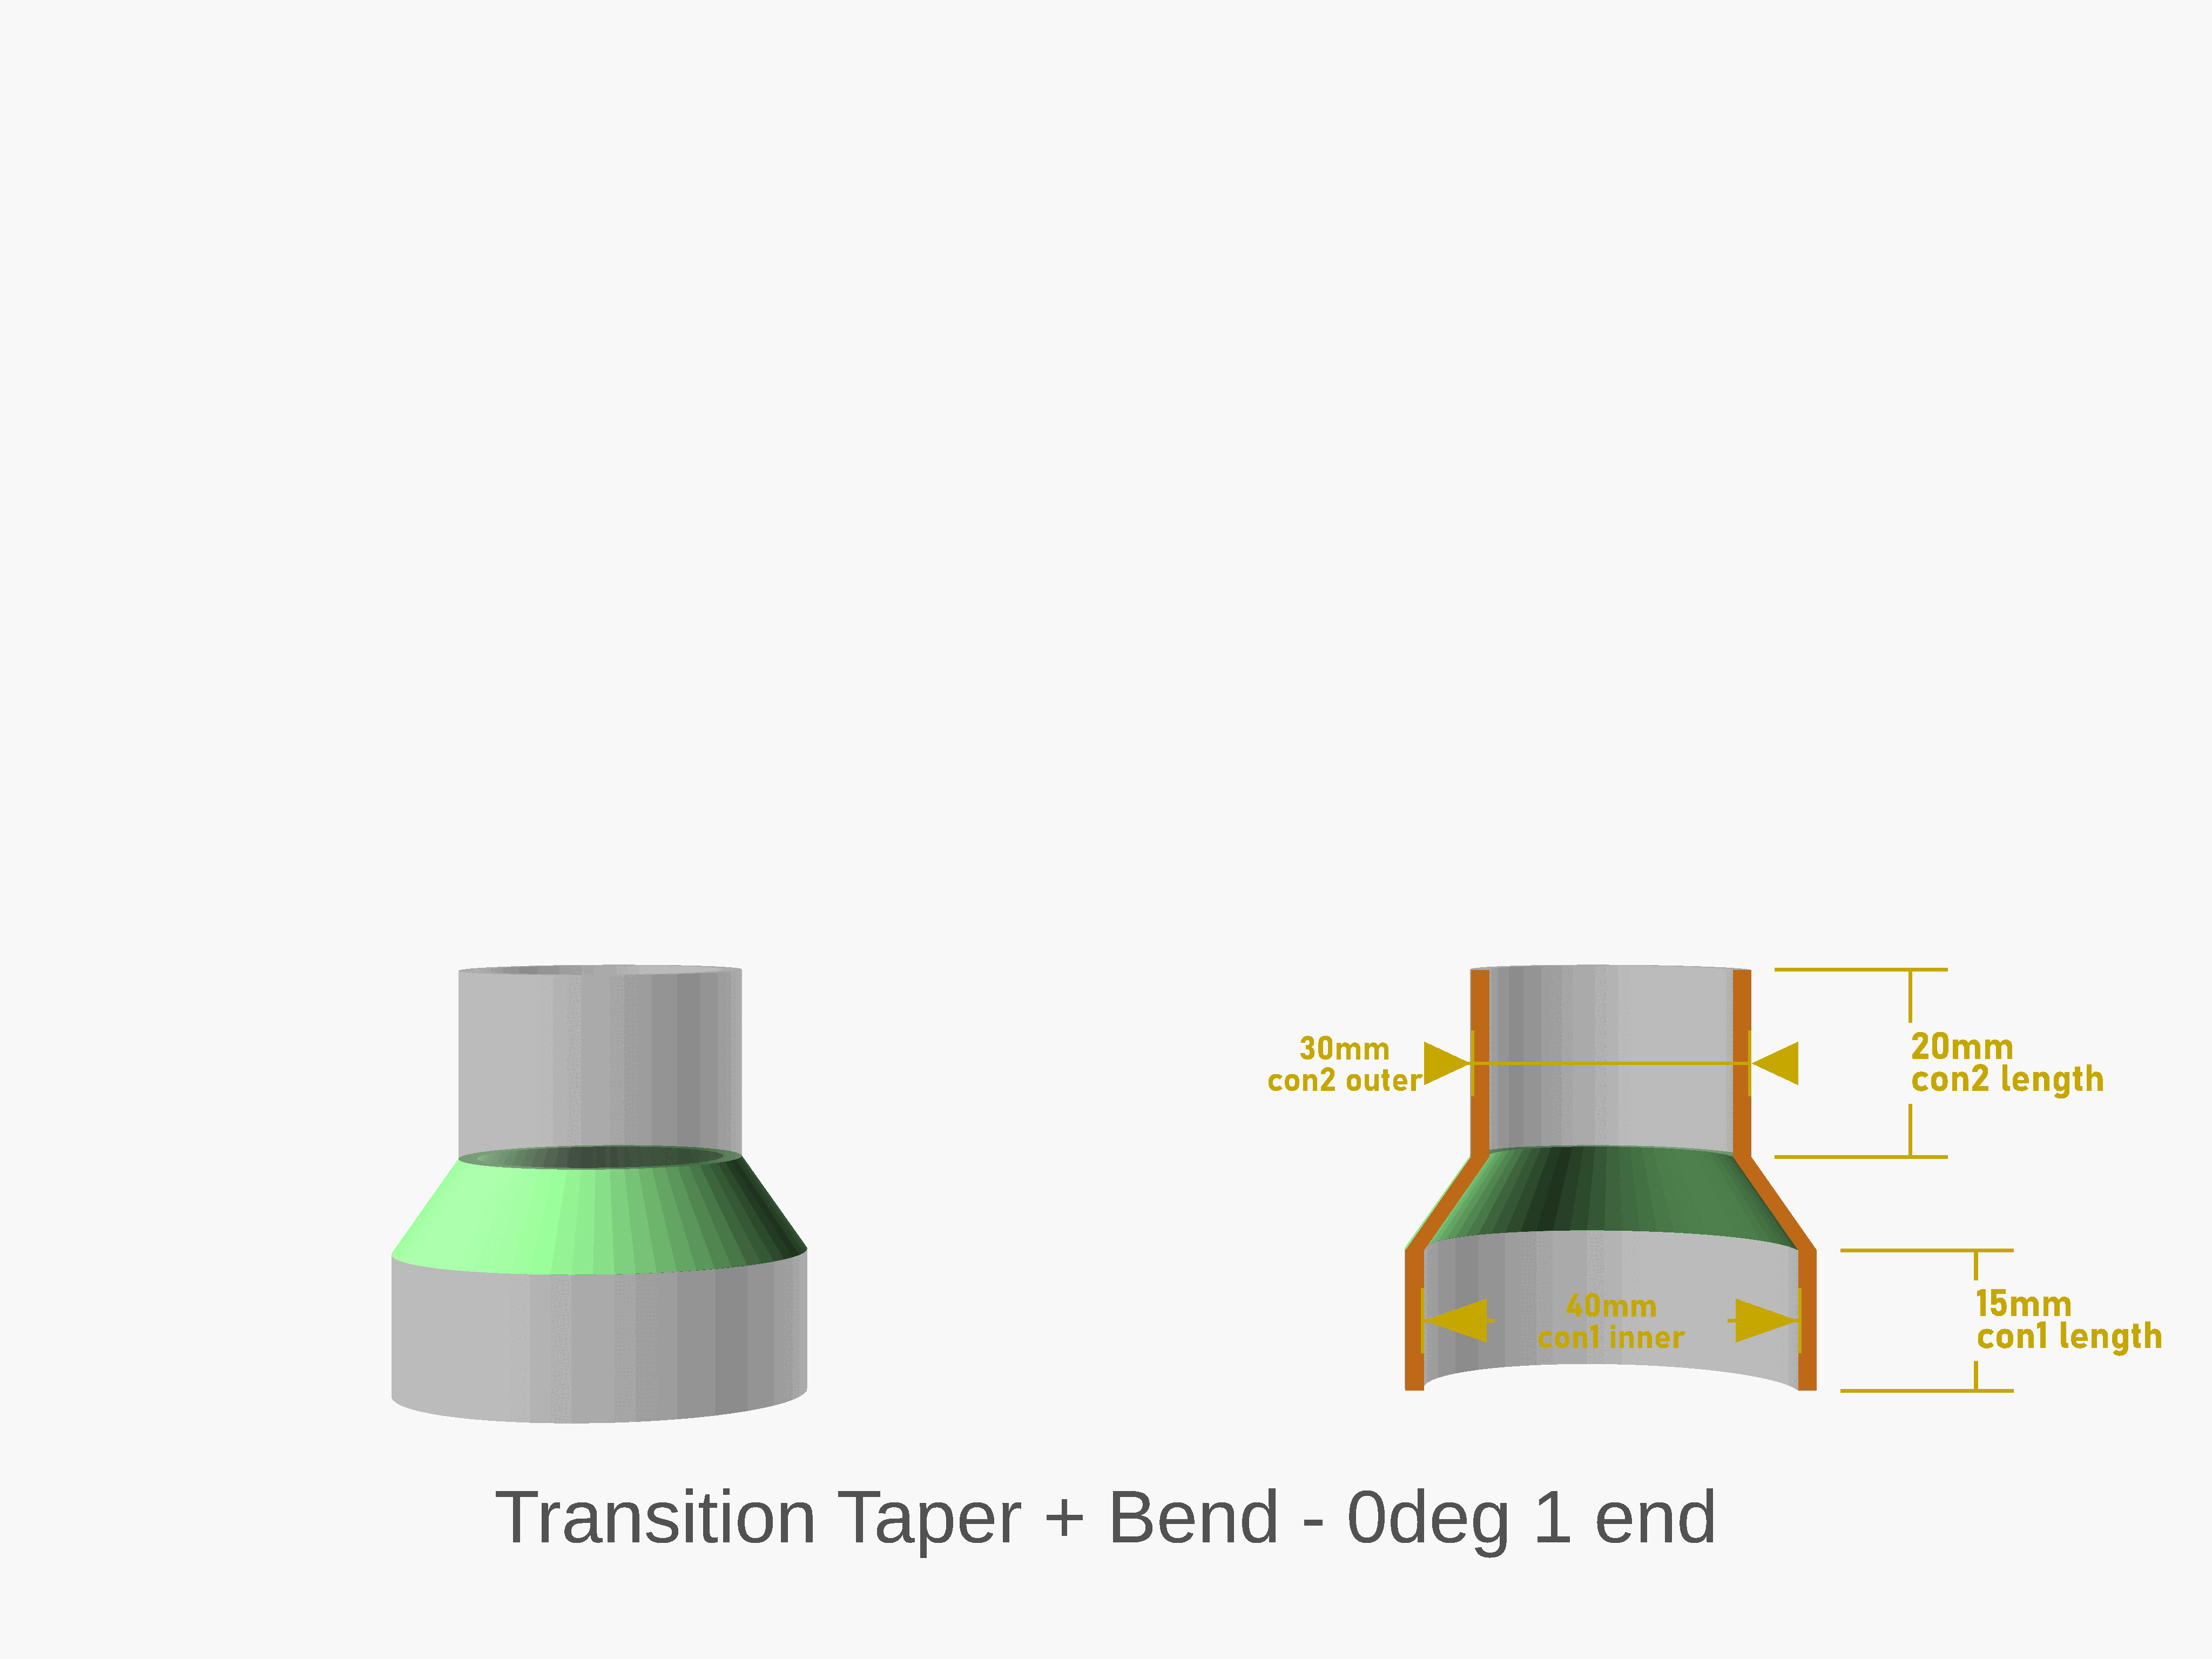 30mm
con2 outer
20mm
con2 length
40mm
con1 inner
15mm
con1 length
Transition Taper + Bend - 0deg 1 end